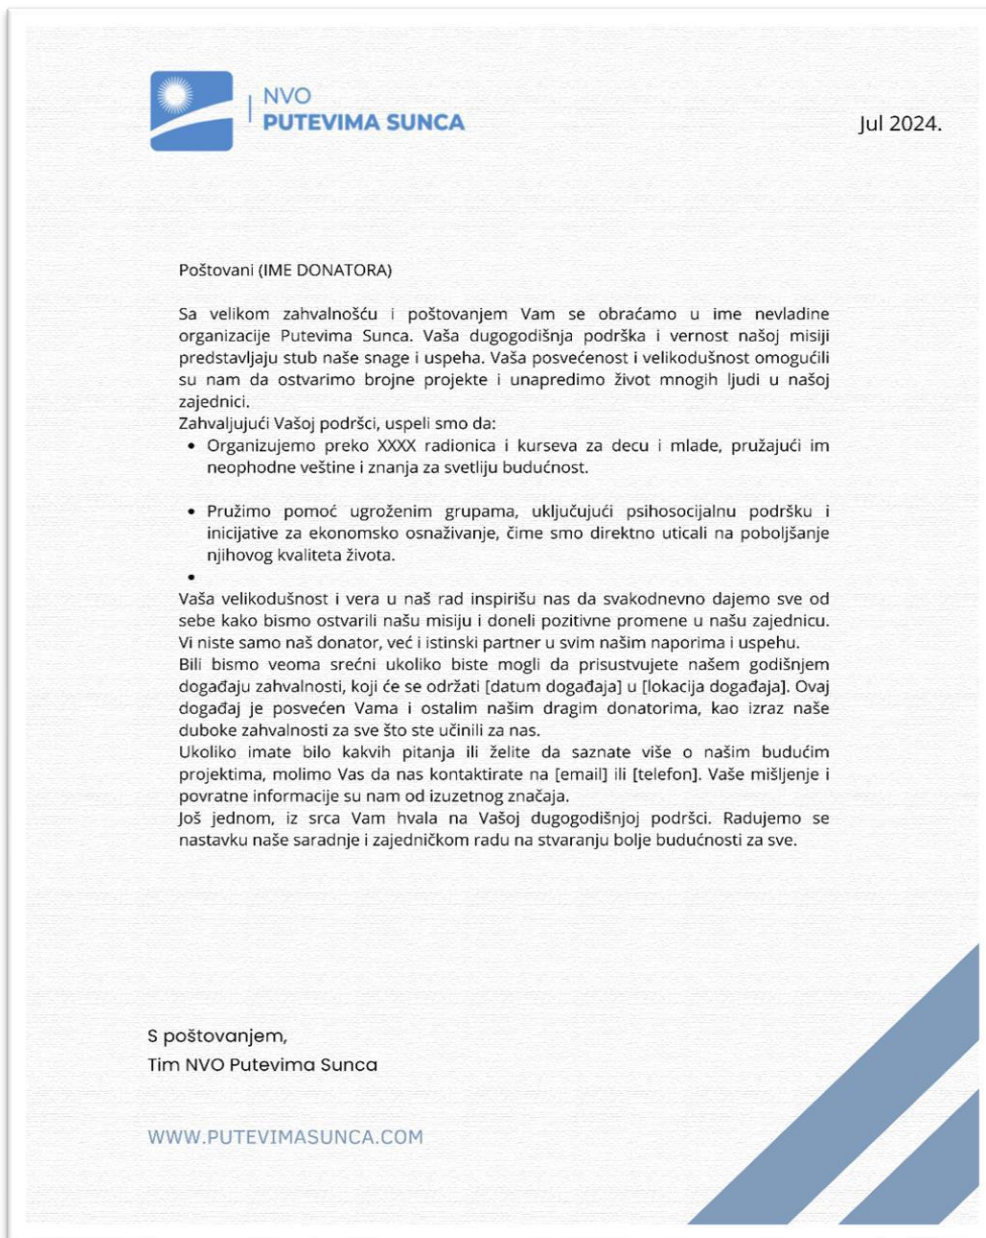 NVO
PUTEVIMA SUNCA
Jul 2024.
Poštovani (IME DONATORA)
Sa velikom zahvalnošću i poštovanjem Vam se obraćamo u ime nevladine
organizacije Putevima Sunca. Vaša dugogodišnja podrška i vernost našoj misiji
predstavljaju stub naše snage i uspeha. Vaša posvećenost i velikodušnost omogućili
su nam da ostvarimo brojne projekte i unapredimo život mnogih ljudi u našoj
zajednici.
Zahvaljujući Vašoj podršci, uspeli smo da:
• Organizujemo preko XXXX radionica i kurseva za decu i mlade, pružajući im
neophodne veštine i znanja za svetliju budućnost.
• Pružimo pomoć ugroženim grupama, uključujući psihosocijalnu podršku i
inicijative za ekonomsko osnaživanje, čime smo direktno uticali na poboljšanje
njihovog kvaliteta života.
•
Vaša velikodušnost i vera u naš rad inspirišu nas da svakodnevno dajemo sve od
sebe kako bismo ostvarili našu misiju i doneli pozitivne promene u našu zajednicu.
Vi niste samo naš donator, već i istinski partner u svim našim naporima i uspehu.
Bili bismo veoma srećni ukoliko biste mogli da prisustvujete našem godišnjem
događaju zahvalnosti, koji će se održati [datum događaja] u [lokacija događaja]. Ovaj
događaj je posvećen Vama i ostalim našim dragim donatorima, kao izraz naše
duboke zahvalnosti za sve što ste učinili za nas.
Ukoliko imate bilo kakvih pitanja ili želite da saznate više o našim budućim
projektima, molimo Vas da nas kontaktirate na [email] ili [telefon]. Vaše mišljenje i
povratne informacije su nam od izuzetnog značaja.
Još jednom, iz srca Vam hvala na Vašoj dugogodišnjoj podršci. Radujemo se
nastavku naše saradnje i zajedničkom radu na stvaranju bolje budućnosti za sve.
S poštovanjem,
Tim NVO Putevima Sunca
WWW.PUTEVIMASUNCA.COM